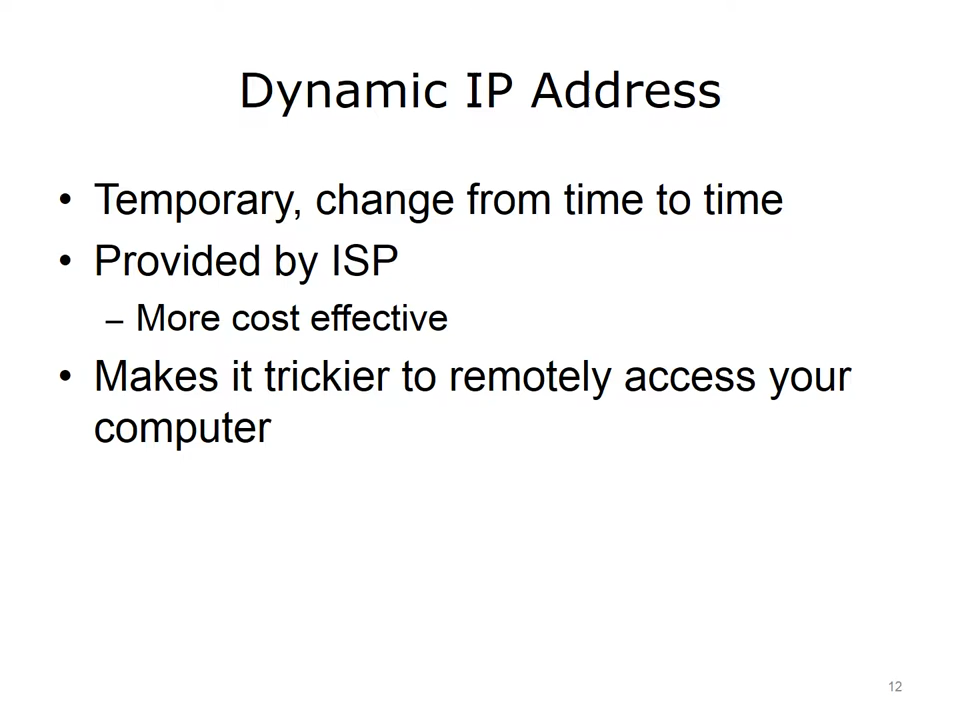 Dynamic IP Address
• Temporary, change from time to time
• Provided by ISP
– More cost effective
• Makes it trickier to remotely access your
computer
12